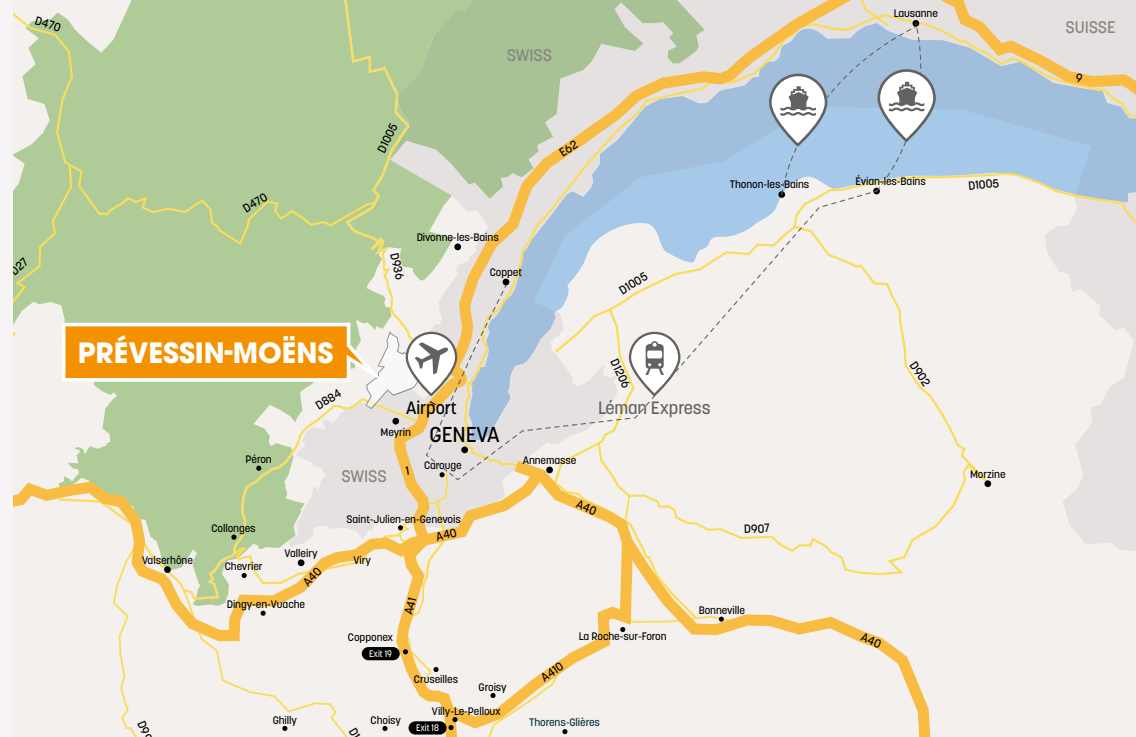 Lausanne
D470
SUISSE
SWISS
9
D1005
E62
Thonon-les-Bains
Évian-les-Bains
D1005
D470
Divonne-les-Bains
D27
D936
Coppet
D1005
PRÉVESSIN-MOËNS
D1206
D902
D884
Airport
Léman Express
Meyrin
GENEVA
Péron
1
Carouge
Annemasse
SWISS
Morzine
A40
Collonges
Saint-Julien-en-Genevois
A40
D907
Valserhône
Chevrier
Valleiry
Viry
A40
Dingy-en-Vuache
A41
Bonneville
Copponex
La Roche-sur-Foron
A40
Exit 19
Cruseilles
A410
Groisy
Villy-Le-Pelloux
Ghilly
Choisy
Exit 18
Thorens-Glières